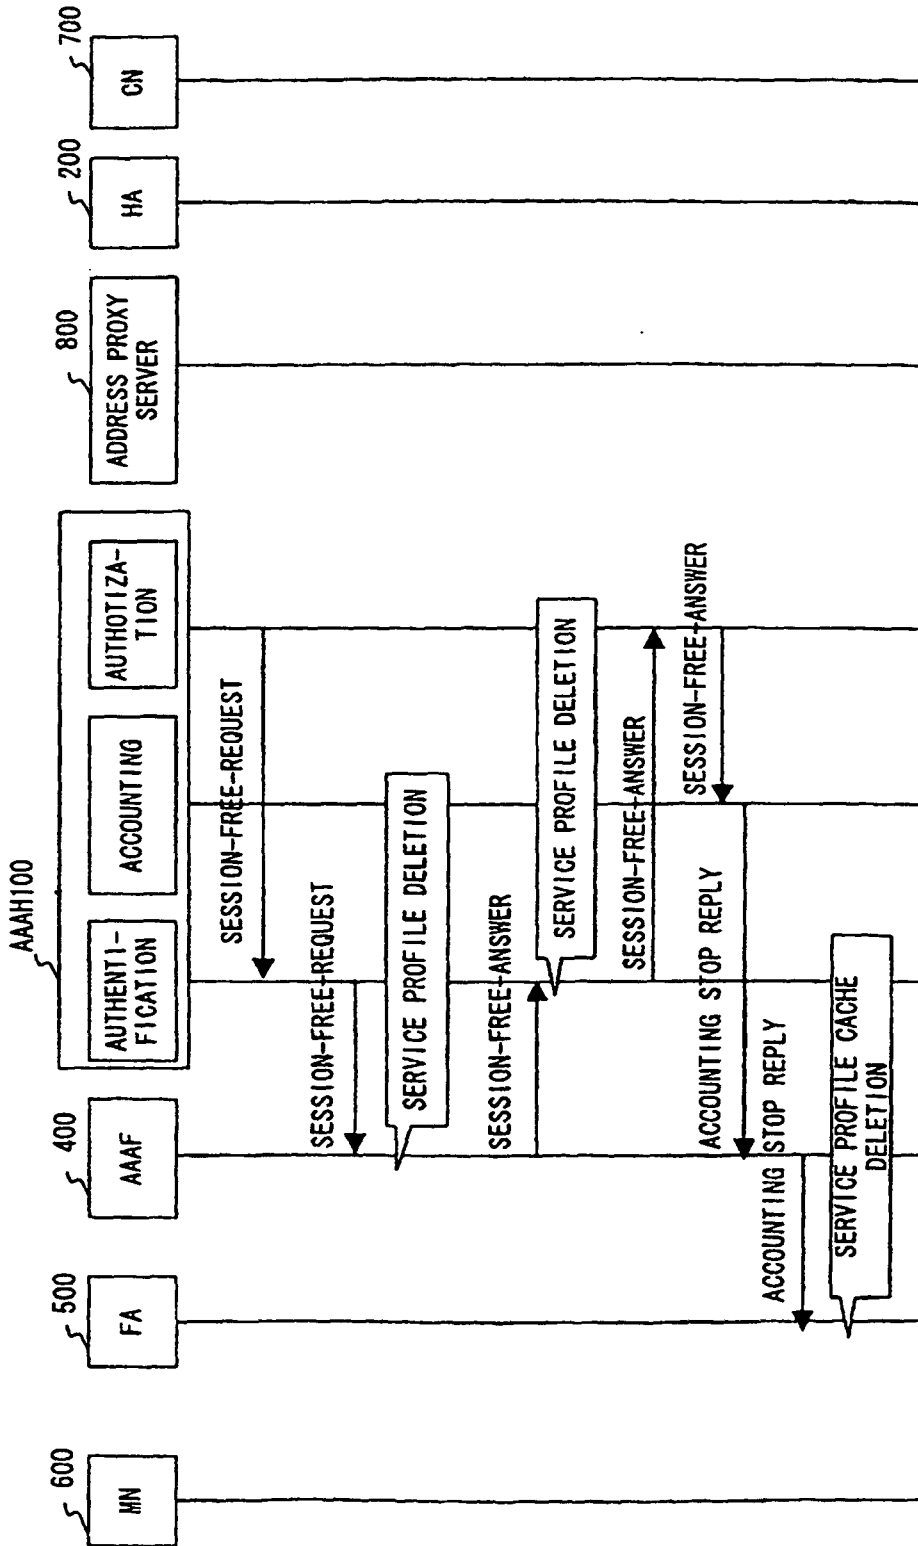 600
MN
500
FA
400
AAAF
AAAH100
AUTHENTI-
FICATION
ACCOUNTING
AUTHOTIZA-
TION
800
ADDRESS PROXY
SERVER
200
HA
700
CN
SESSION-FREE-REQUEST
SESSION-FREE-REQUEST
SERVICE PROFILE DELETION
SESSION-FREE-ANSWER
SERVICE PROFILE DELETION
SESSION-FREE-ANSWER
SESSION-FREE-ANSWER
ACCOUNTING STOP REPLY
ACCOUNTING STOP REPLY
SERVICE PROFILE CACHE
DELETION